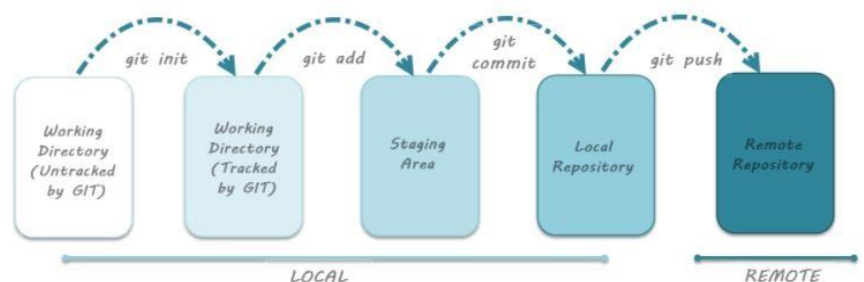 git init
git add
git
commit
git push
Working
Directory
(Untracked
by GIT)
Working
Directory
(Tracked
by GIT)
Staging
Area
Local
Repository
Remote
Repository
LOCAL
REMOTE